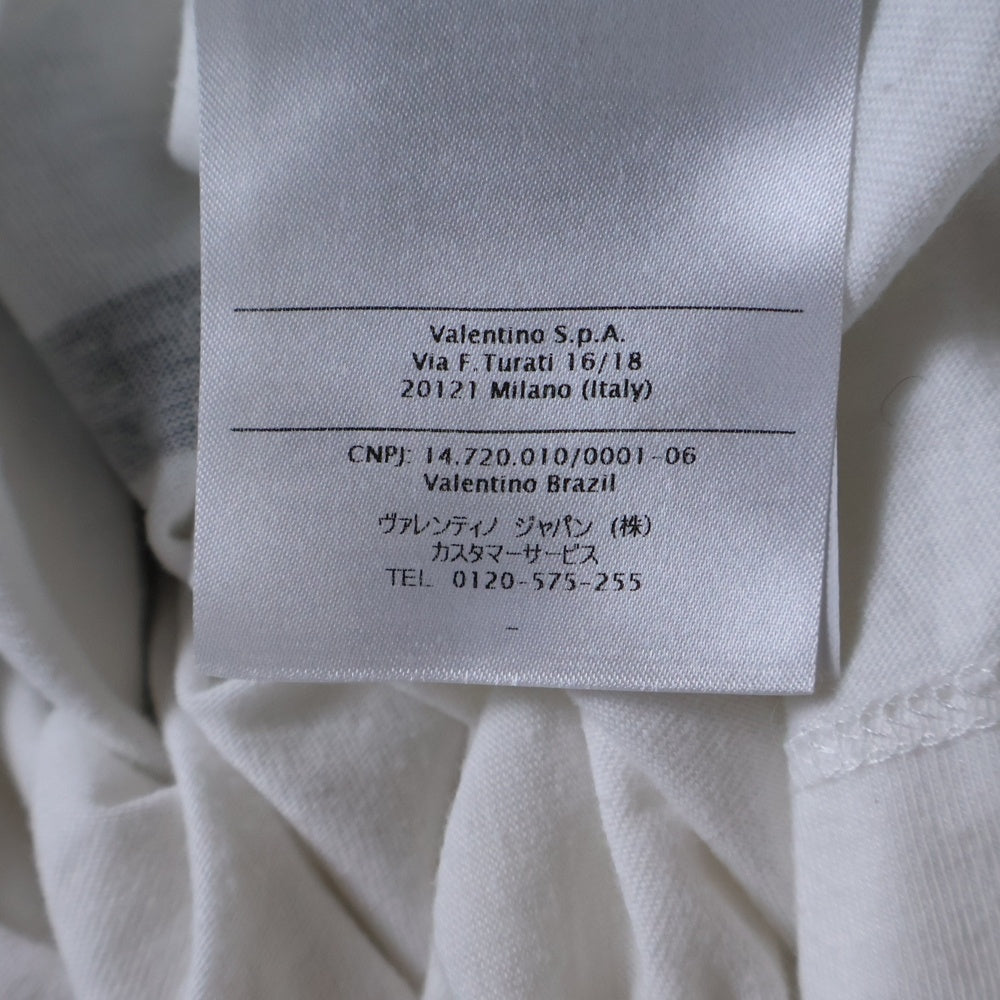 Valentino S.p.A.
Via F. Turati 16/18
20121 Milano (Italy)
CNPJ: 14.720.010/0001-06
Valentino Brazil
ヴァレンティノ ジャパン (株)
カスタマーサービス
TEL 0120-575-255
-